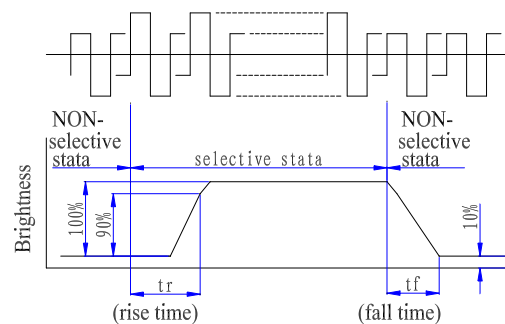 NON-
selective
stata
selective stata
NON-
selective
stata
Brightness
100%
90%
10%
tr
tf
(rise time)
(fall time)